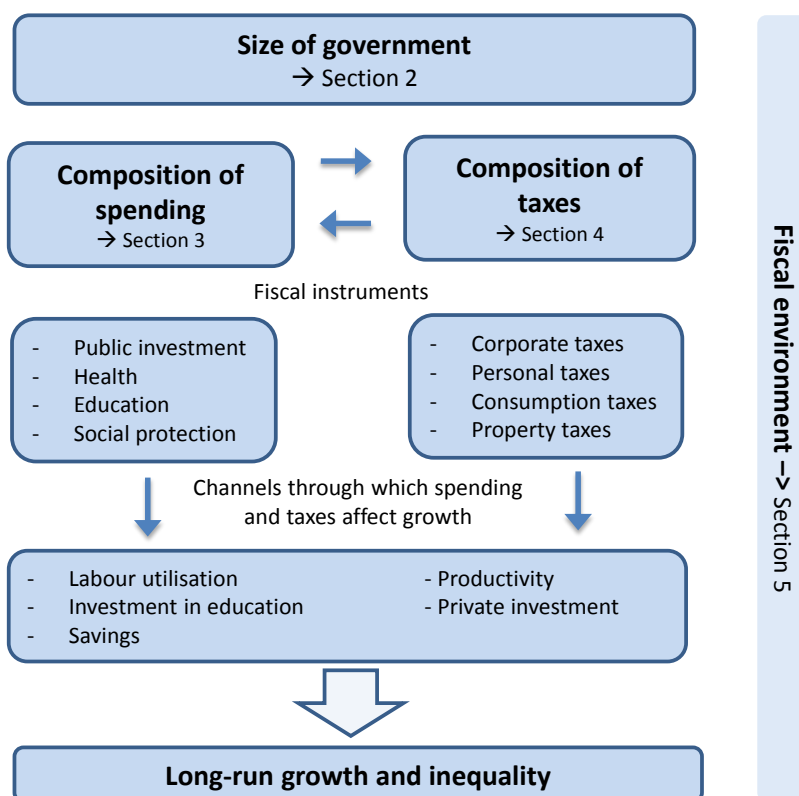 Size of government
→ Section 2
Composition of
spending
→ Section 3
Composition of
taxes
→ Section 4
Fiscal instruments
- Public investment
- Health
- Education
- Social protection
- Corporate taxes
- Personal taxes
- Consumption taxes
- Property taxes
Channels through which spending
and taxes affect growth
- Labour utilisation
- Investment in education
- Savings
- Productivity
- Private investment
Long-run growth and inequality
Fiscal environment –> Section 5